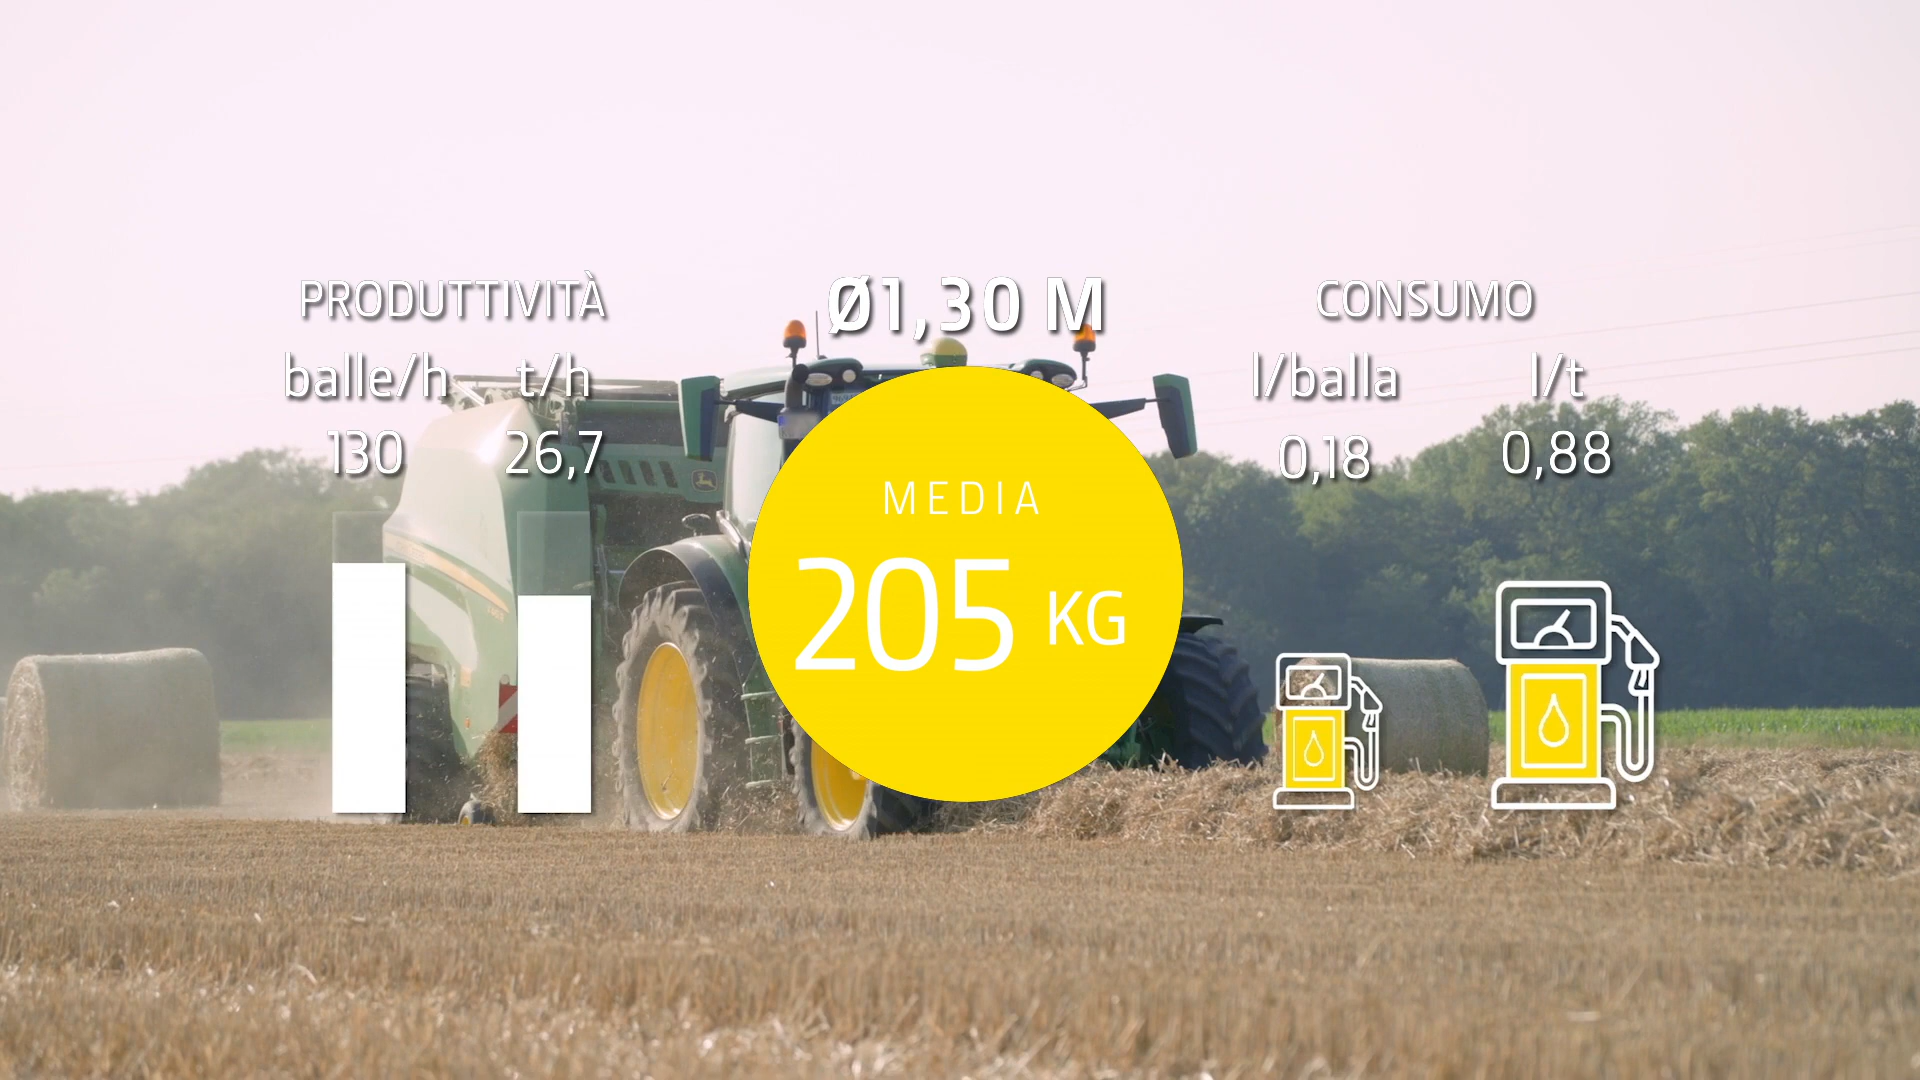 PRODUTTIVITÀ
balle/h t/h
130 26,7
Ø1,30 M
MEDIA
205 KG
CONSUMO
l/balla l/t
0,18 0,88